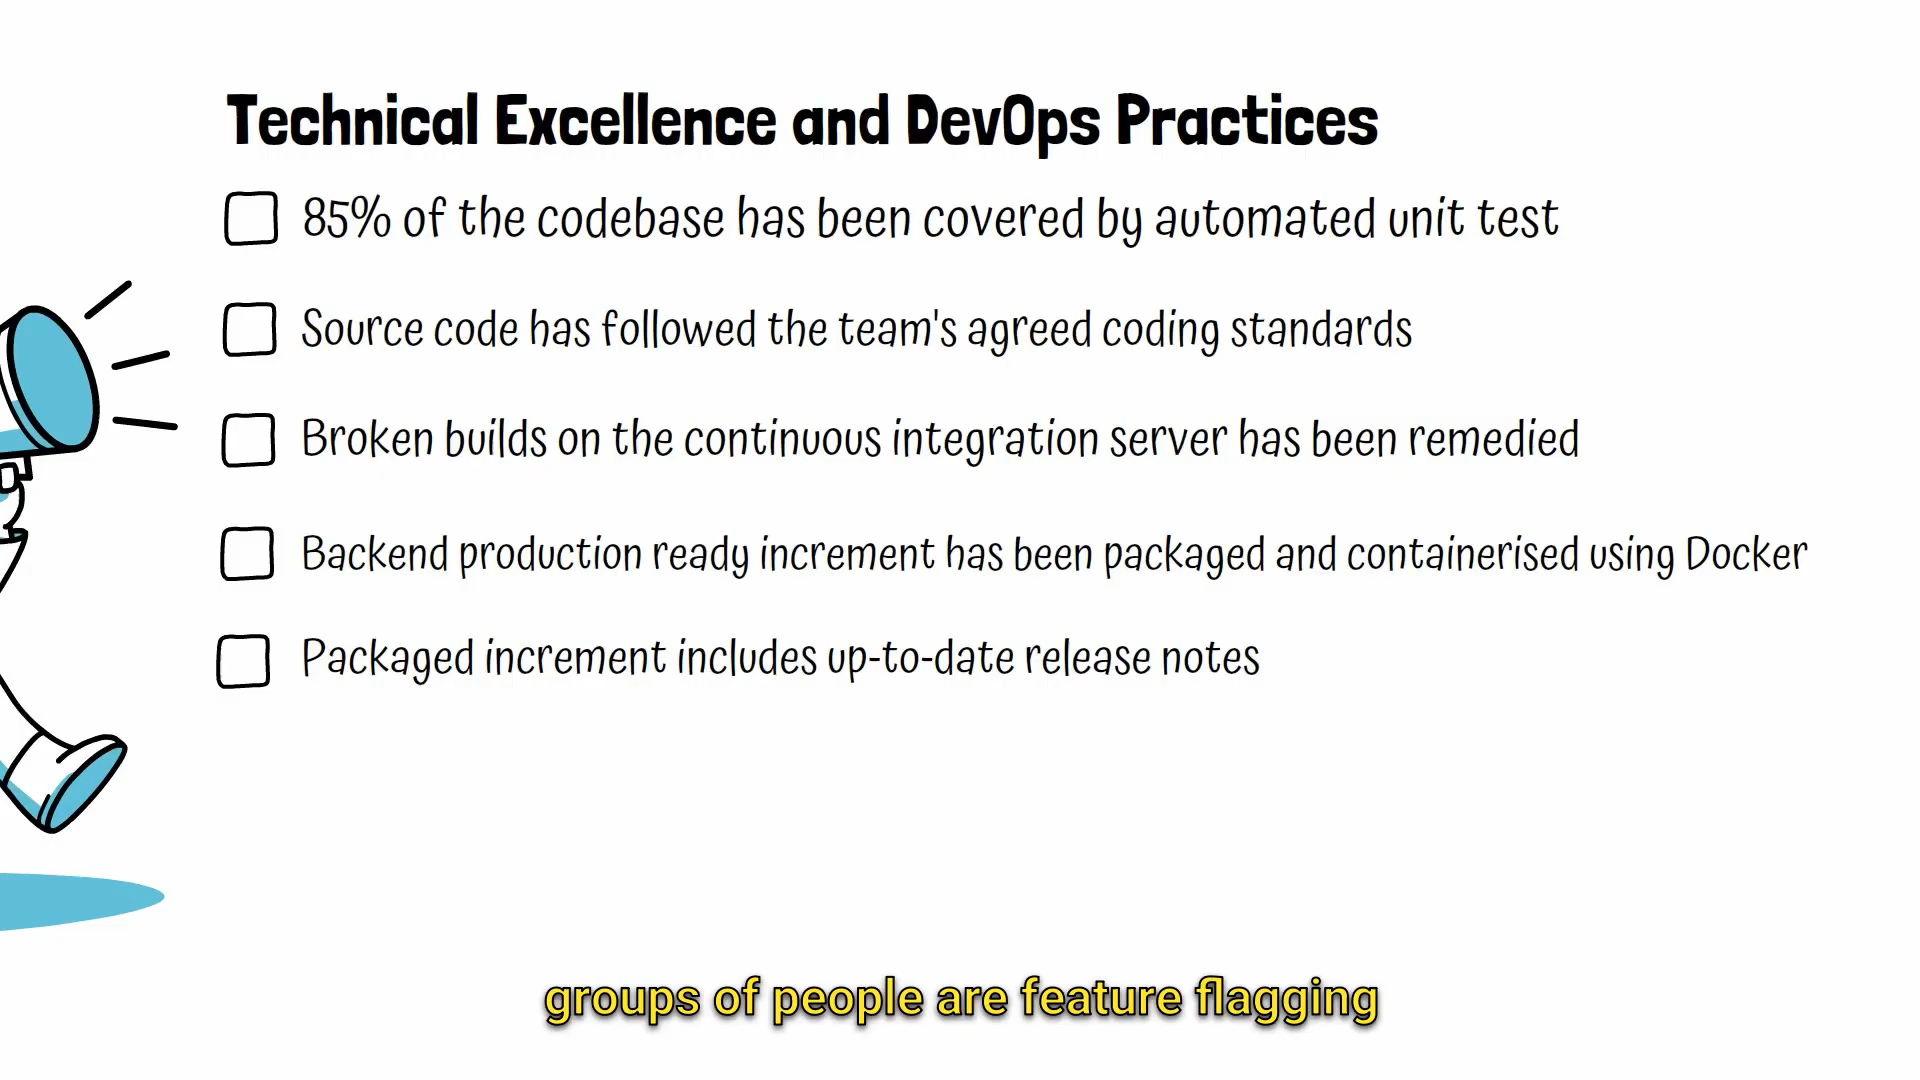 Technical Excellence and DevOps Practices
85% of the codebase has been covered by automated unit test
Source code has followed the team's agreed coding standards
Broken builds on the continuous integration server has been remedied
Backend production ready increment has been packaged and containerised using Docker
Packaged increment includes up-to-date release notes
groups of people are feature flagging